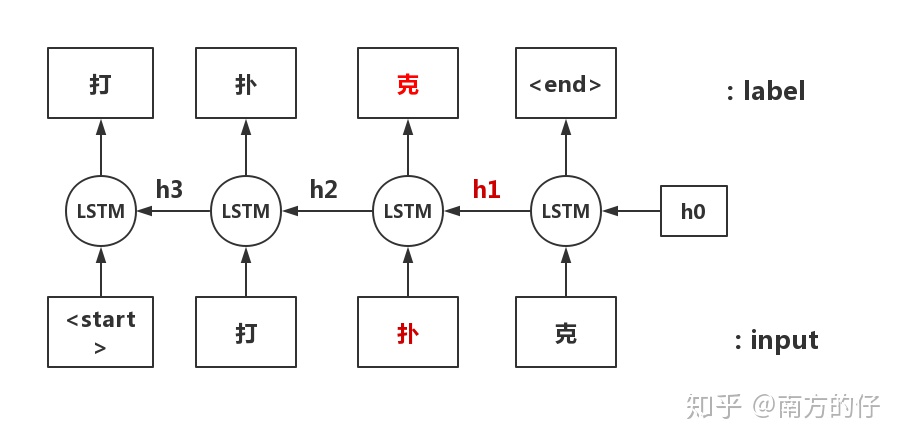 打 扑 克 <end> : label
h3 h2 h1
LSTM LSTM LSTM LSTM h0
<start
>
打 扑 克 : input
知乎 @南方的仔